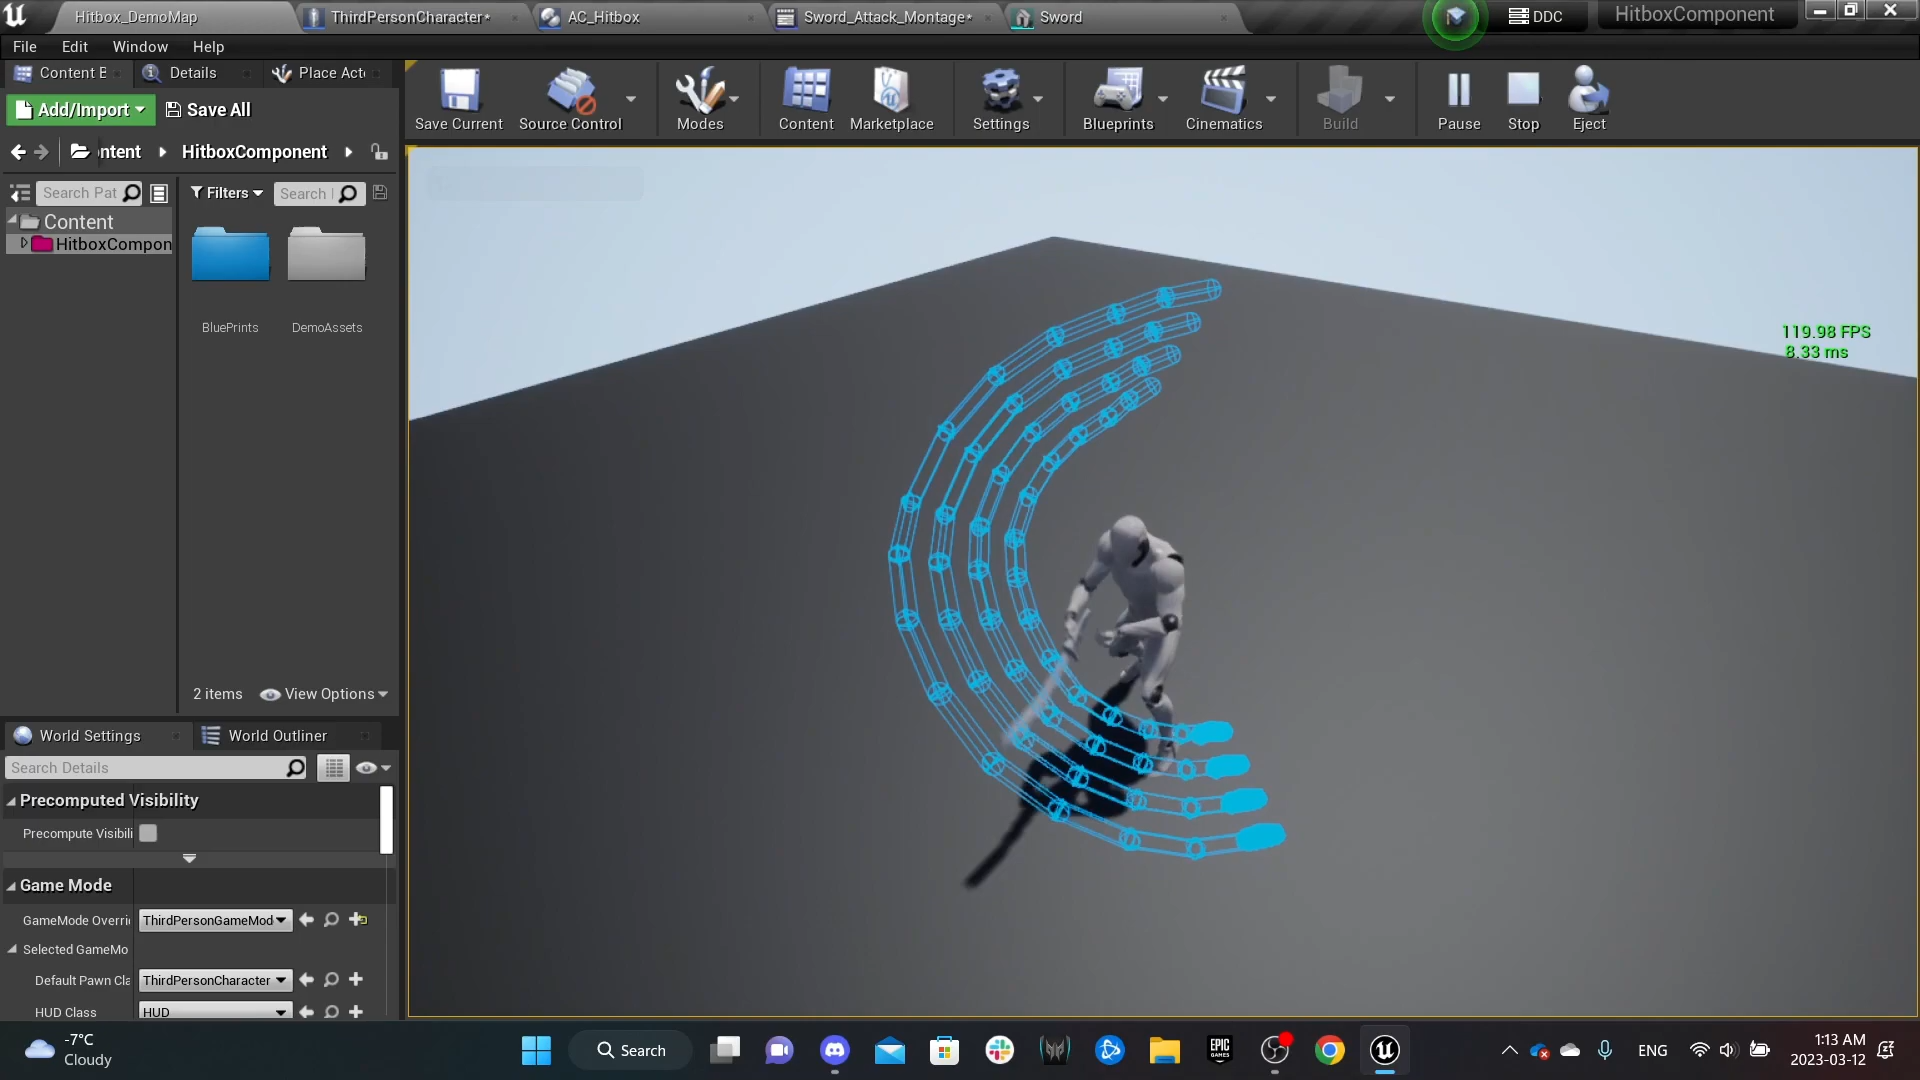 Hitbox_DemoMap
ThirdPersonCharacter*
AC_Hitbox
Sword_Attack_Montage*
Sword
DDC
HitboxComponent
File
Edit
Window
Help
Content B
Details
Place Act
Add/Import
Save All
Save Current
Source Control
Modes
Content
Marketplace
Settings
Blueprints
Cinematics
Build
Pause
Stop
Eject
ntent
HitboxComponent
Search Pat
Filters
Search
Content
HitboxCompon
BluePrints
DemoAssets
119.98 FPS
8.33 ms
2 items
View Options
World Settings
World Outliner
Search Details
Precomputed Visibility
Precompute Visibili
Game Mode
GameMode Overri
ThirdPersonGameMod
Selected GameMo
Default Pawn Cla
ThirdPersonCharacter
HUD Class
HUD
-7°C
Cloudy
Search
EPIC
GAMES
ENG
1:13 AM
2023-03-12